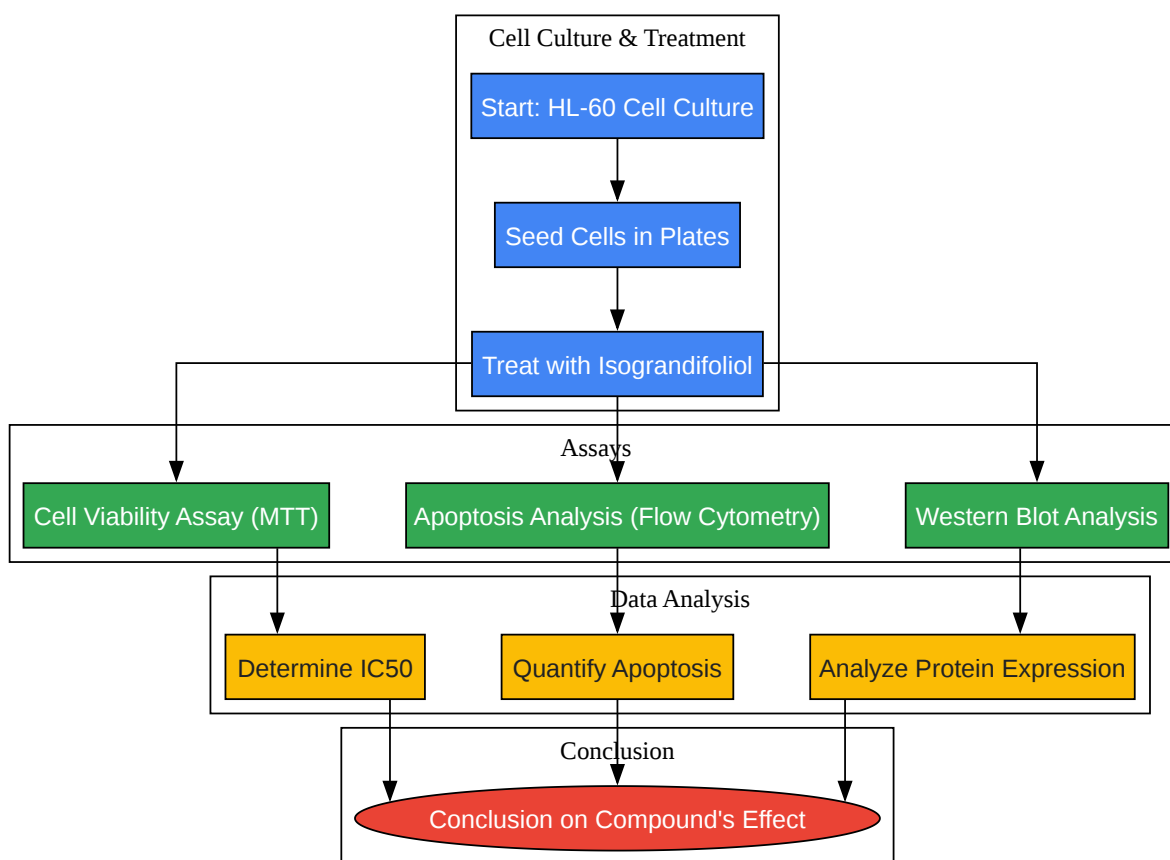 Cell Culture & Treatment
Start: HL-60 Cell Culture
Seed Cells in Plates
Treat with Isograndifoliol
Assays
Cell Viability Assay (MTT)
Apoptosis Analysis (Flow Cytometry)
Western Blot Analysis
Data Analysis
Determine IC50
Quantify Apoptosis
Analyze Protein Expression
Conclusion
Conclusion on Compound's Effect